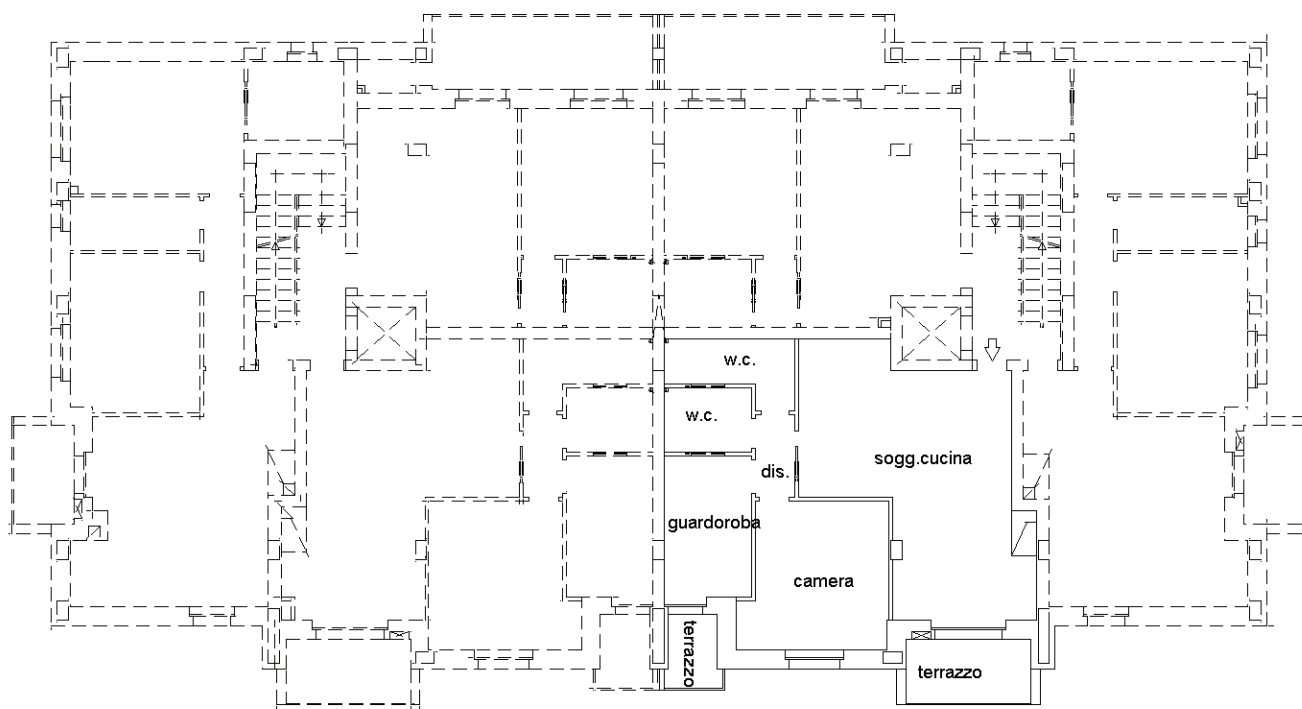 w.c.
w.c.
sogg.cucina
dis.
guardoroba
camera
terrazzo
terrazzo